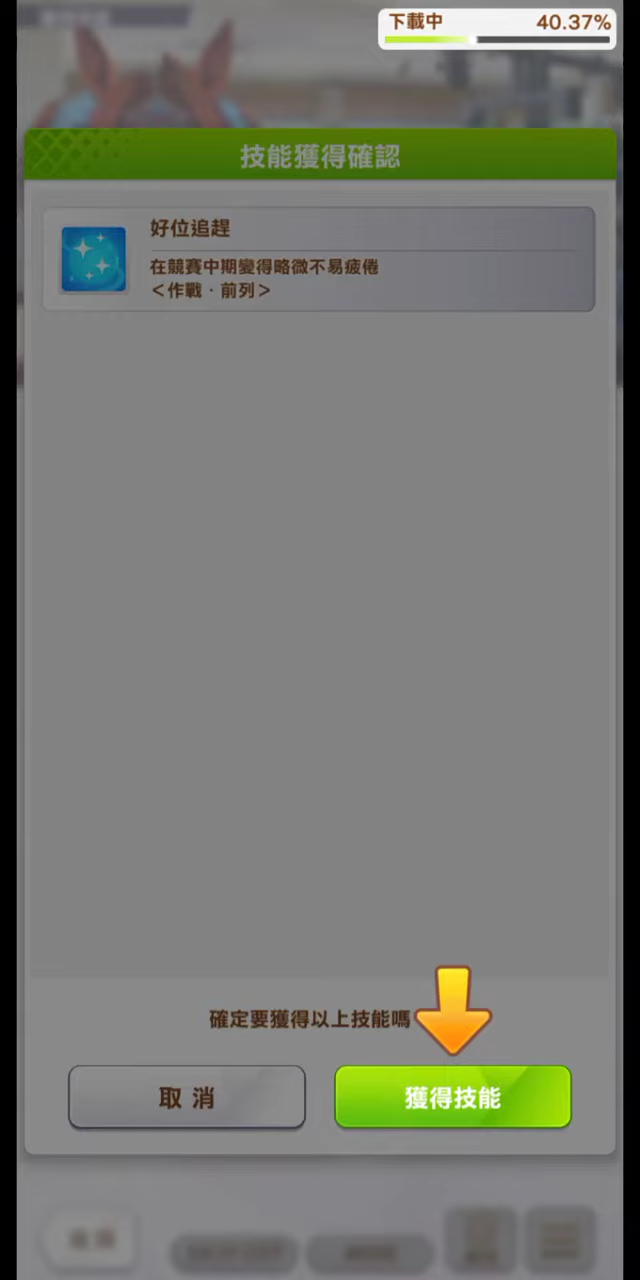 下載中 40.37%
技能獲得確認
好位追趕
在競賽中期變得略微不易疲倦
<作戰·前列>
確定要獲得以上技能嗎
取消
獲得技能